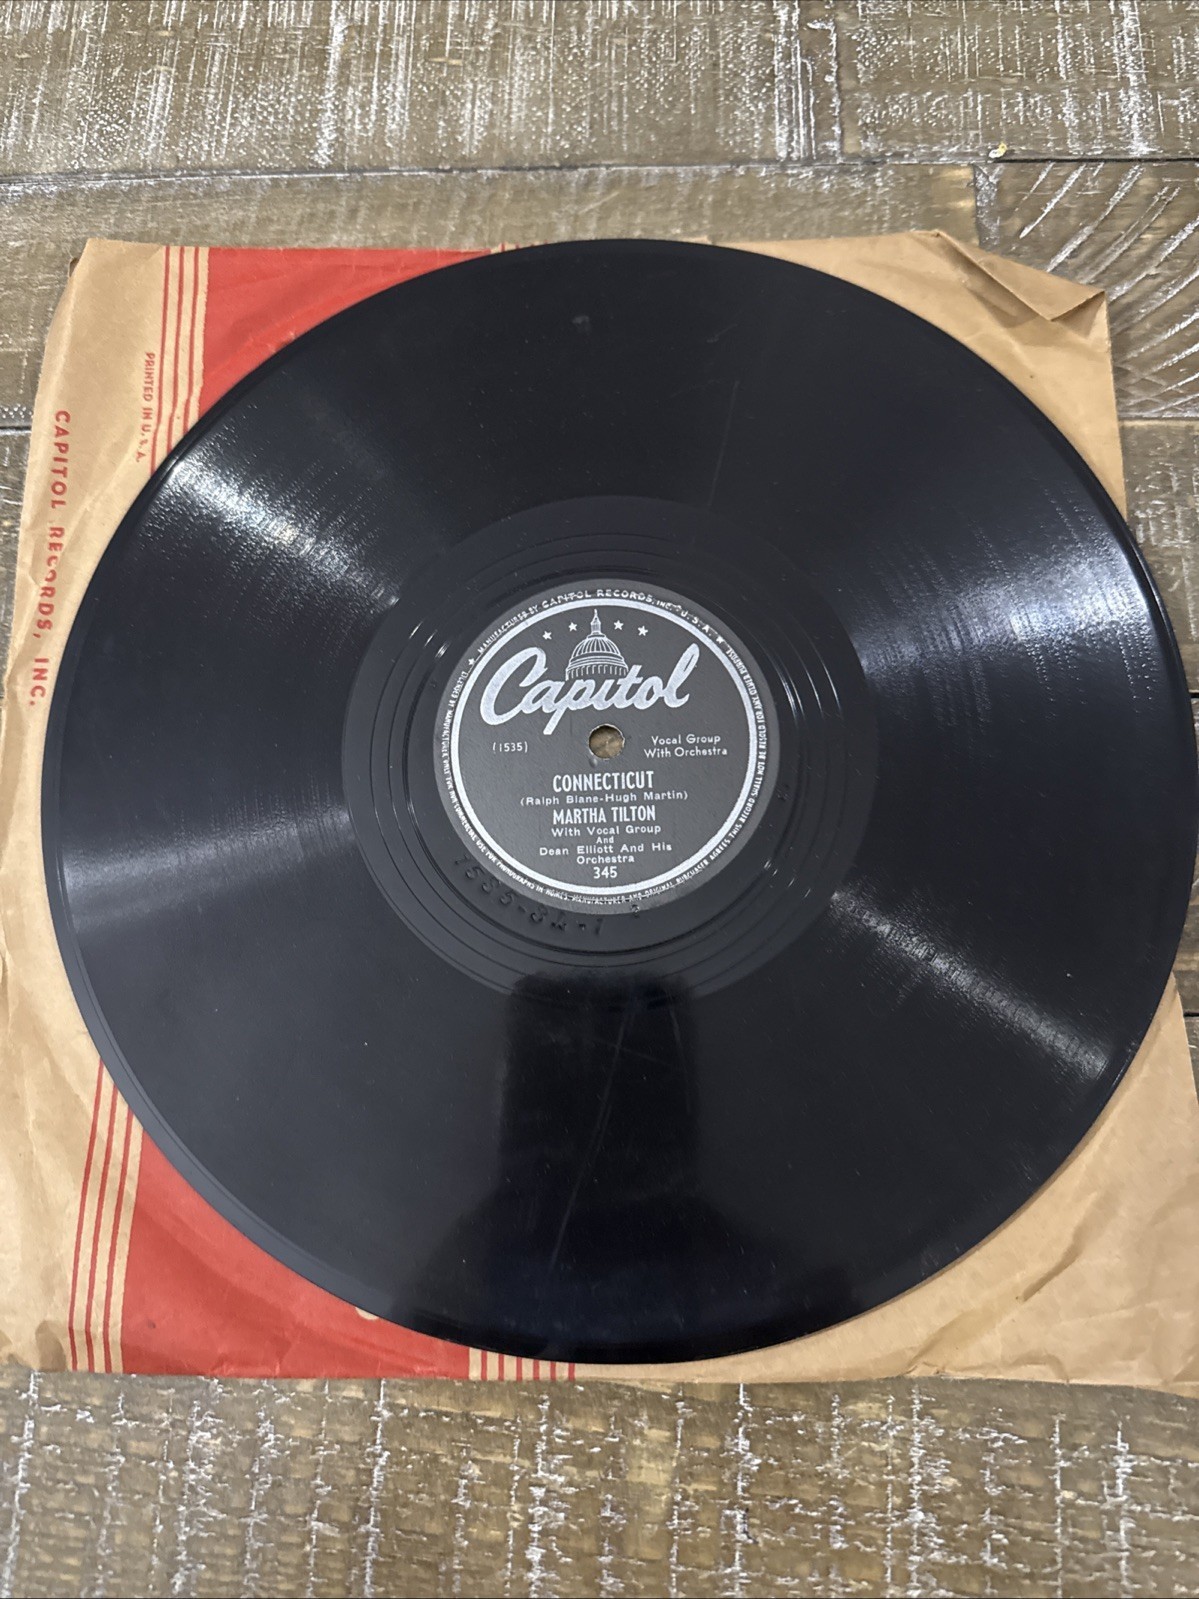 PRINTED IN U.S.A.
CAPITOL RECORDS, INC.
MANUFACTURED BY CAPITOL RECORDS, INC. U.S.A.
Capitol
(1535)
Vocal Group
With Orchestra
CONNECTICUT
(Ralph Blane-Hugh Martin)
MARTHA TILTON
With Vocal Group
And
Dean Elliott And His
Orchestra
345